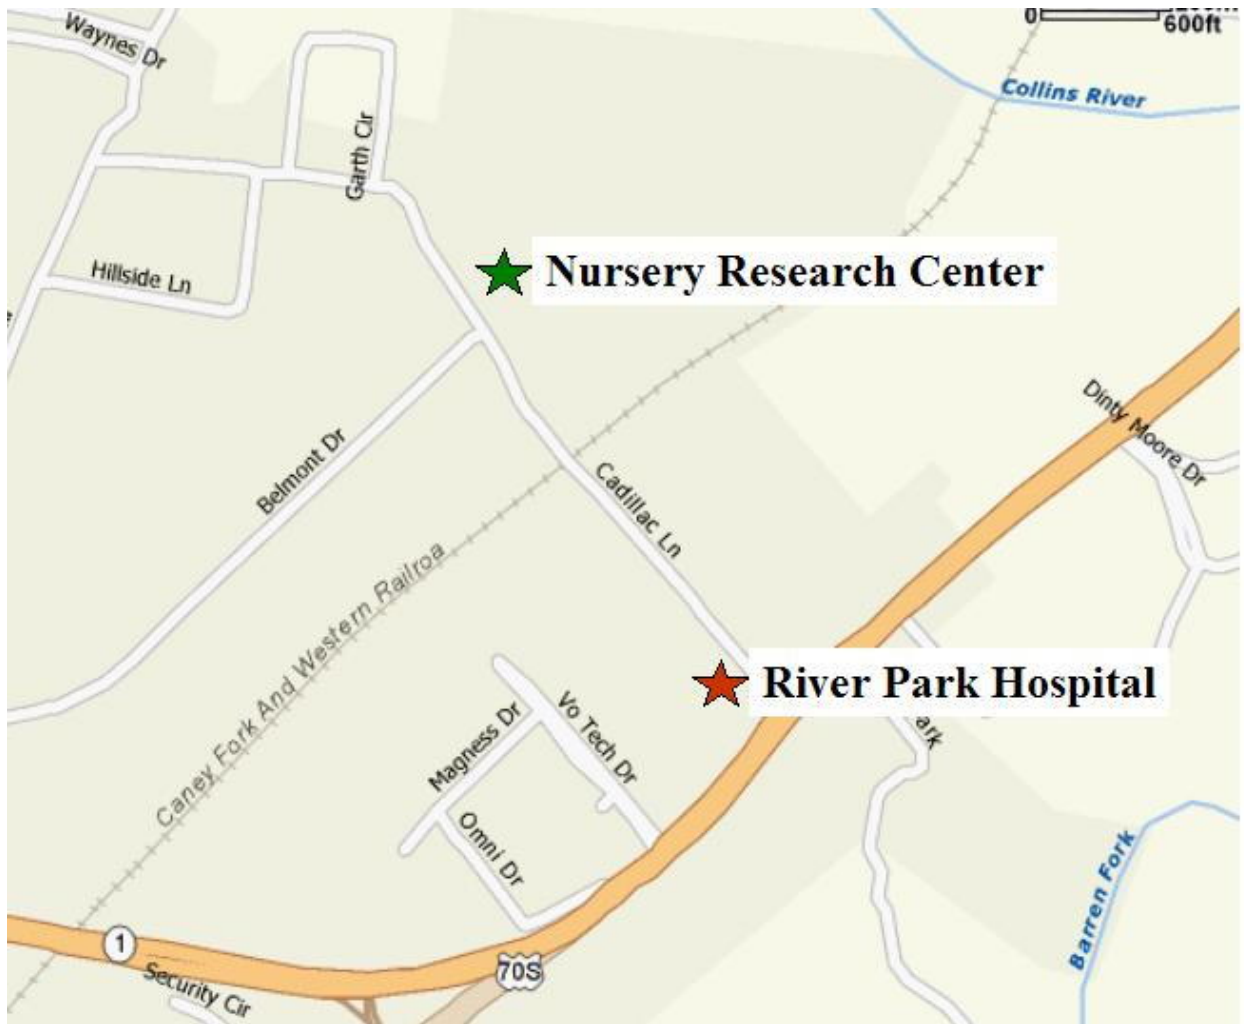 Waynes Dr
0
600ft
Collins River
Garth Cir
Nursery Research Center
Hillside Ln
Dinty Moore Dr
Belmont Dr
Cadillac Ln
Caney Fork And Western Railroa
River Park Hospital
Vo Tech Dr
Magness Dr
ark
Omni Dr
Barren Fork
1
70S
Security Cir